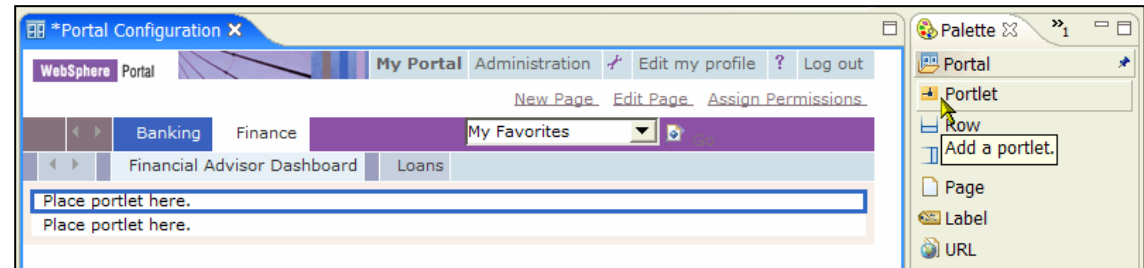 *Portal Configuration
WebSphere Portal My Portal Administration Edit my profile ? Log out
New Page Edit Page Assign Permissions
Banking Finance My Favorites Go
Financial Advisor Dashboard Loans
Place portlet here.
Place portlet here.
Palette »1
Portal
Portlet
Row
Add a portlet.
Page
Label
URL